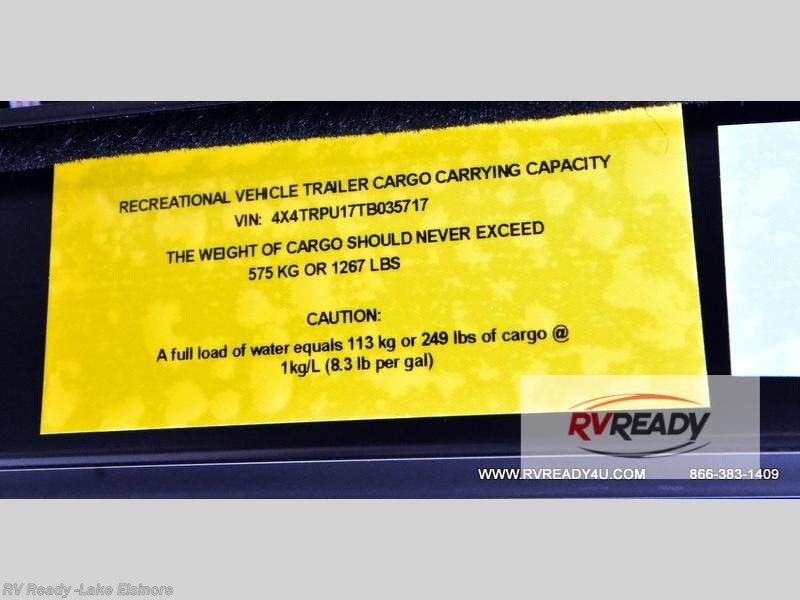 RECREATIONAL VEHICLE TRAILER CARGO CARRYING CAPACITY
VIN: 4X4TRPU17TB035717
THE WEIGHT OF CARGO SHOULD NEVER EXCEED
575 KG OR 1267 LBS
CAUTION:
A full load of water equals 113 kg or 249 lbs of cargo @
1kg/L (8.3 lb per gal)
RVREADY
WWW.RVREADY4U.COM 866-383-1409
RV Ready -Lake Elsinore